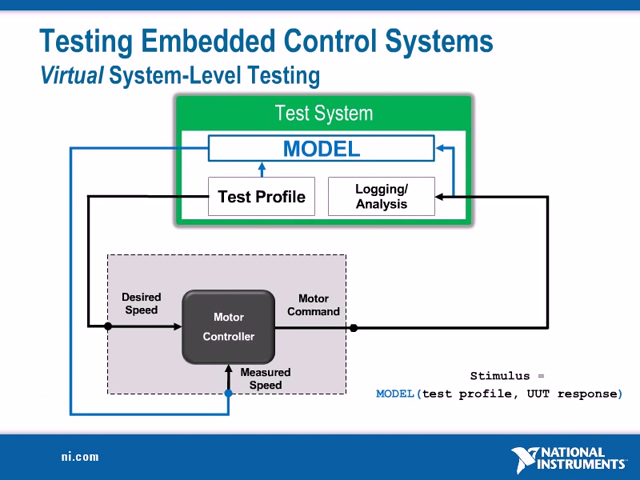 Testing Embedded Control Systems
Virtual System-Level Testing
Test System
MODEL
Test Profile
Logging/
Analysis
Desired
Speed
Motor
Controller
Motor
Command
Measured
Speed
Stimulus =
MODEL(test profile, UUT response)
ni.com
NATIONAL
INSTRUMENTS